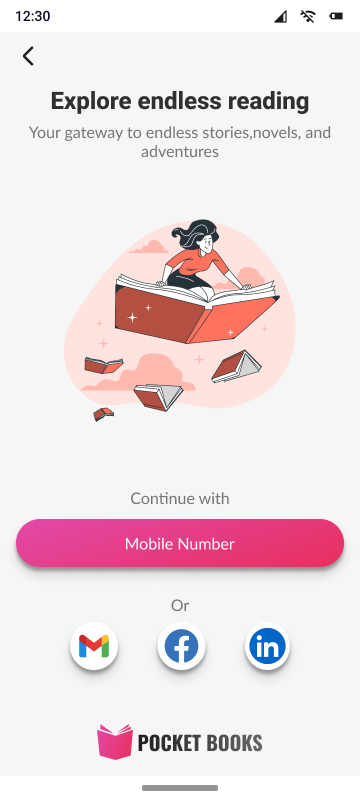 12:30
Explore endless reading
Your gateway to endless stories,novels, and
adventures
Continue with
Mobile Number
Or
in
POCKET BOOKS